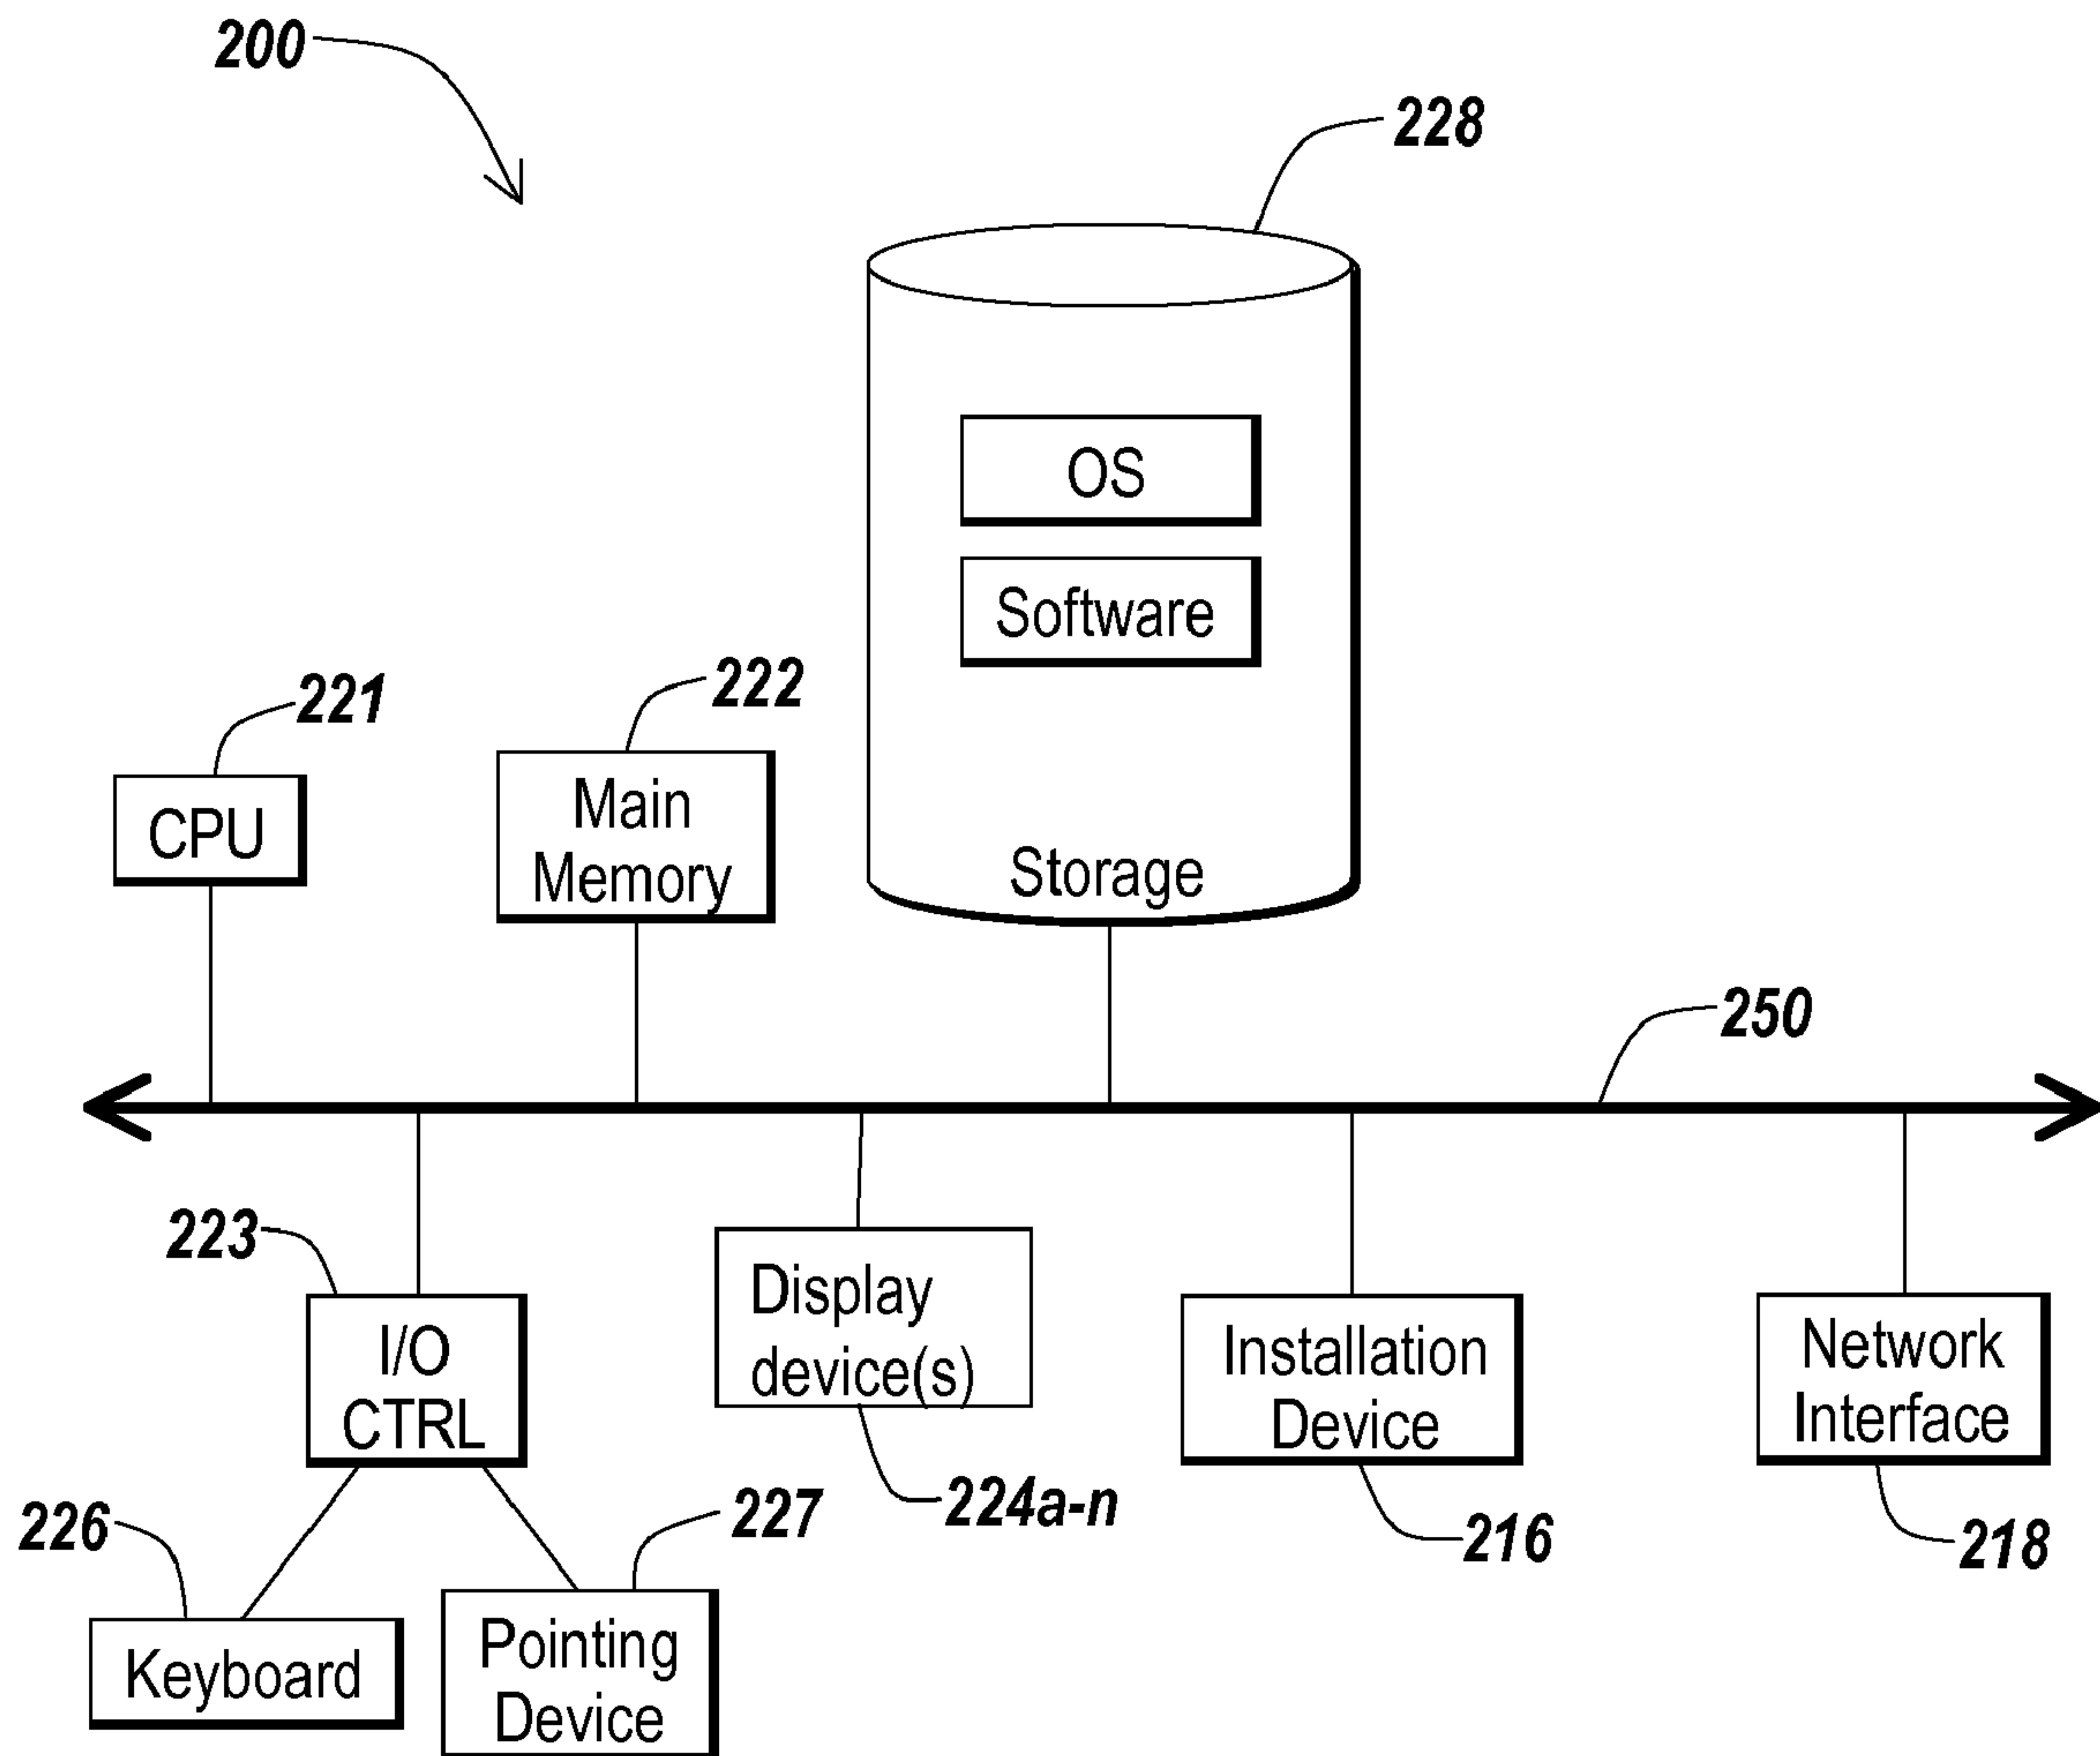 200
228
OS
Software
221
222
CPU
Main
Memory
Storage
250
223
I/O
CTRL
Display
device(s)
Installation
Device
Network
Interface
226
227
224a-n
216
218
Keyboard
Pointing
Device